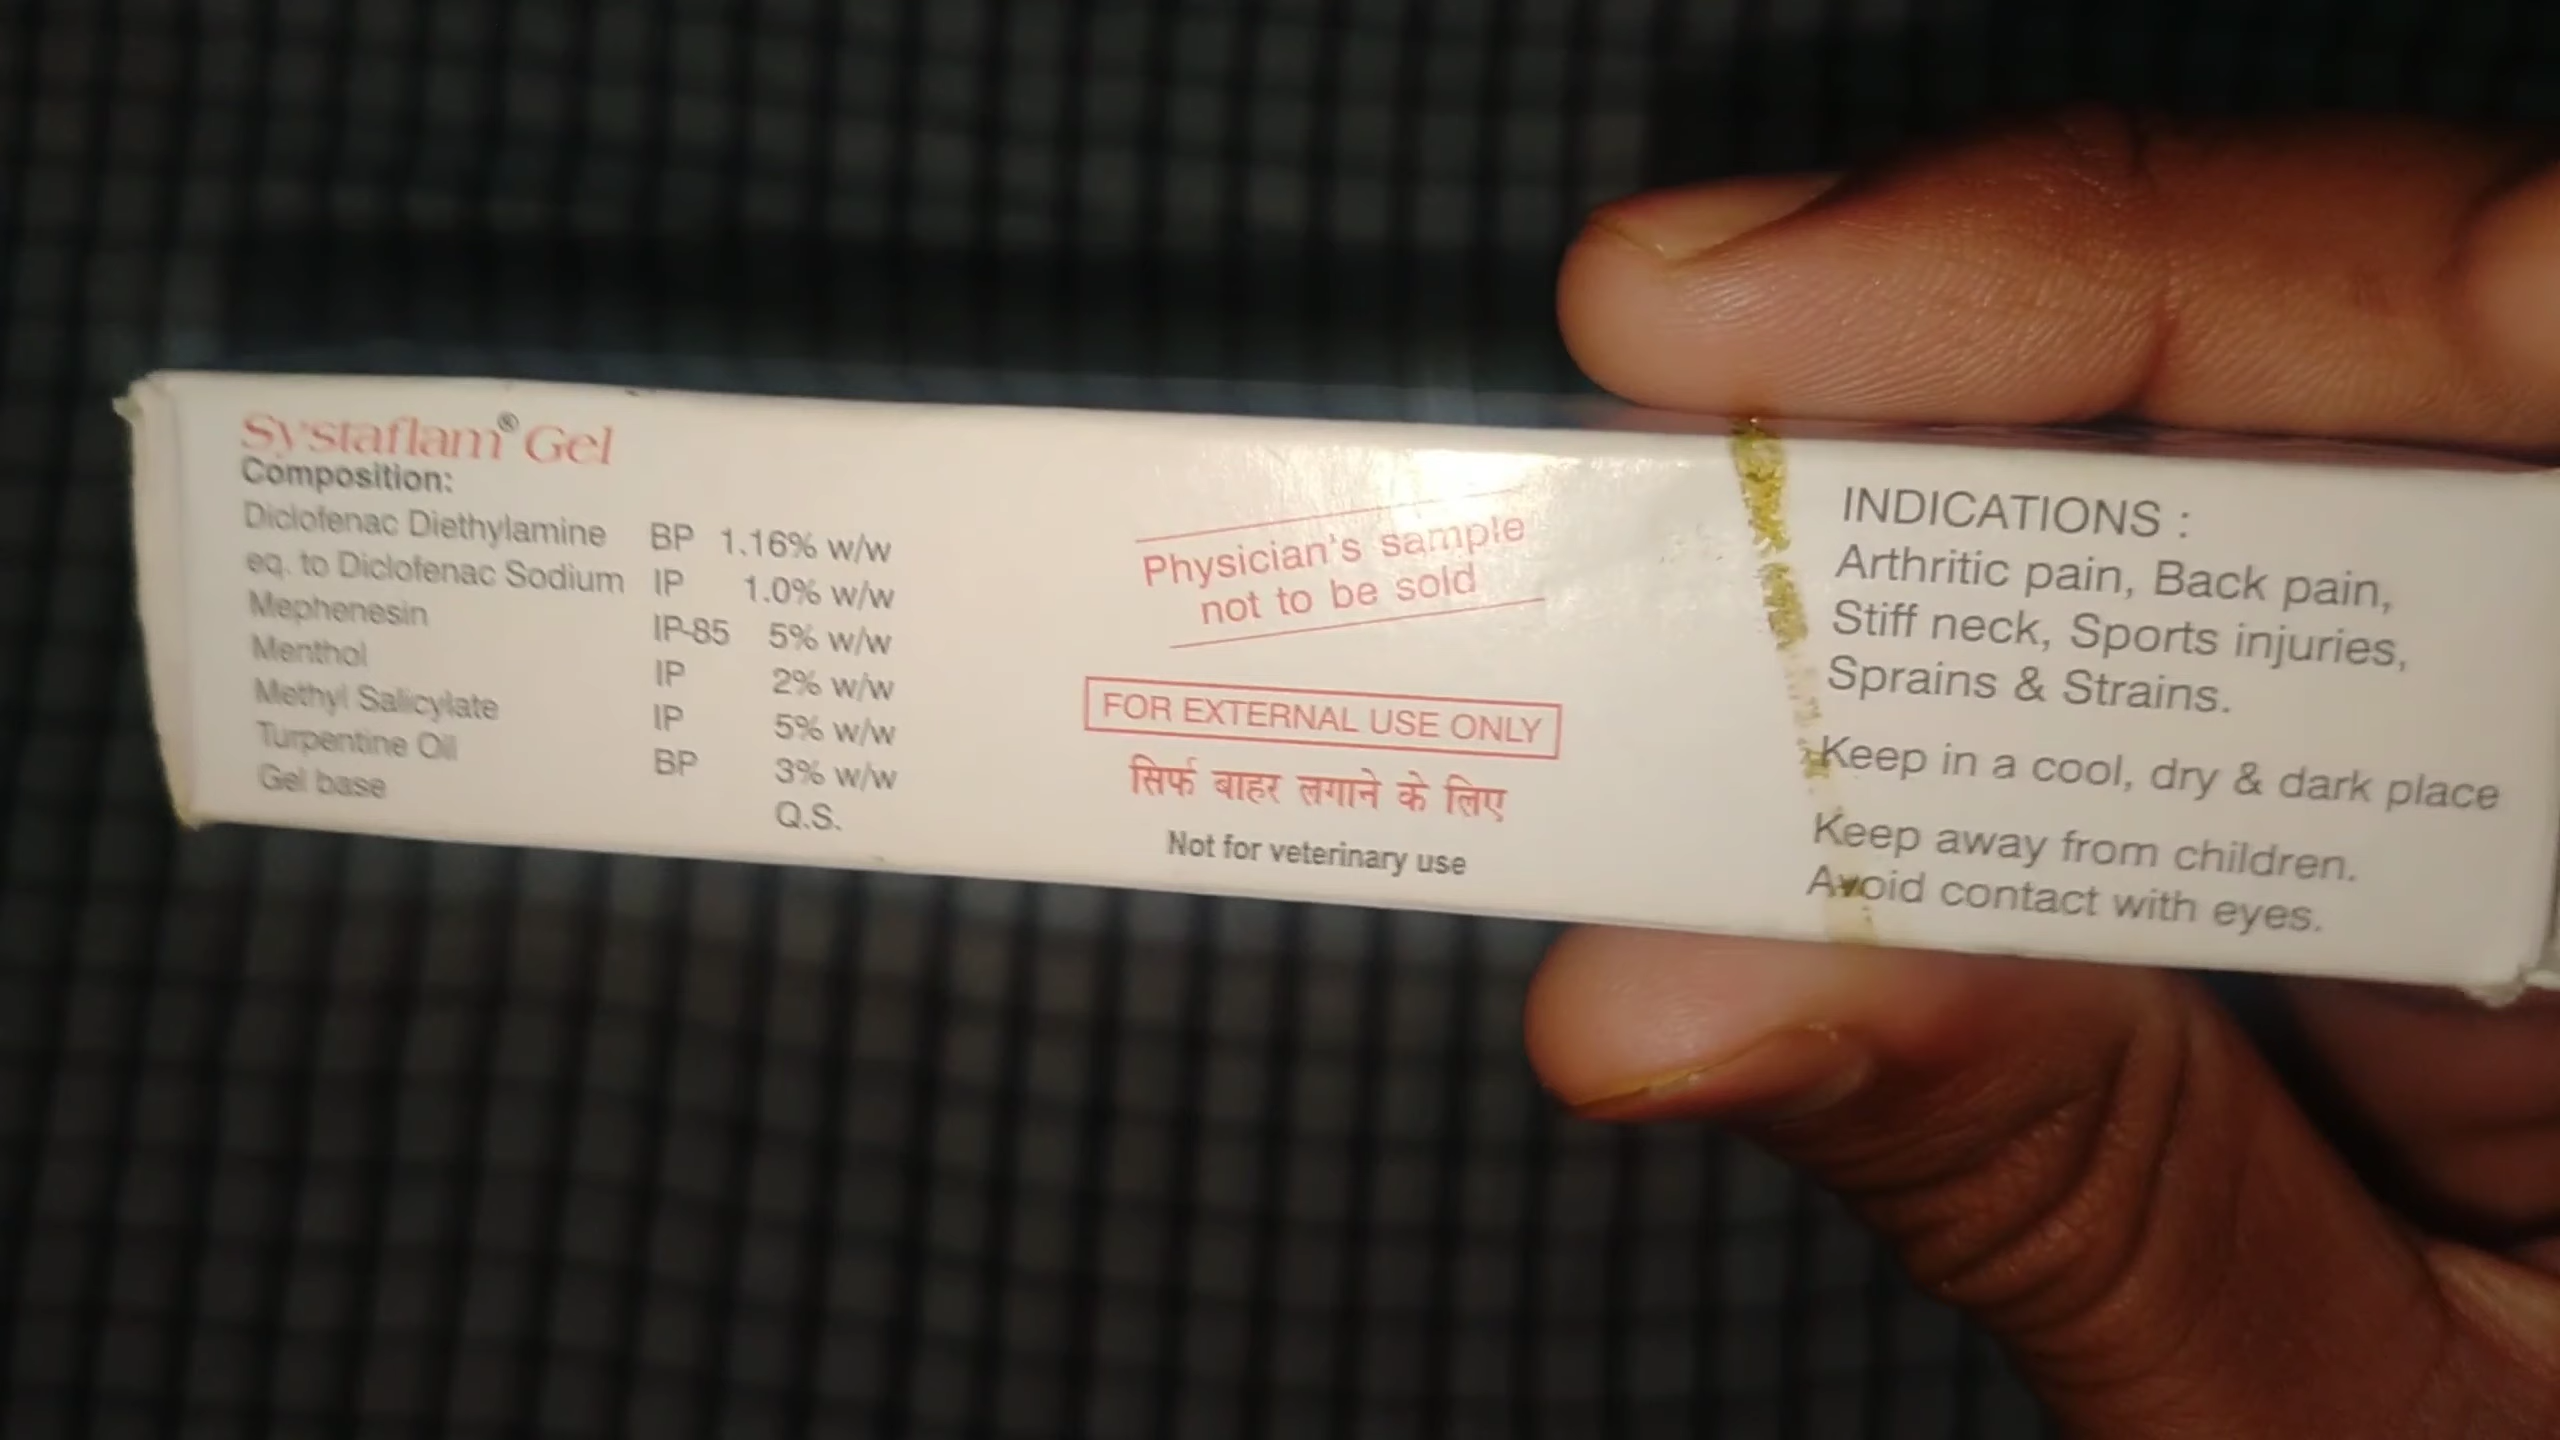 Systaflam® Gel
Composition:
Diclofenac Diethylamine BP 1.16% w/w
eq. to Diclofenac Sodium IP 1.0% w/w
Mephenesin IP-85 5% w/w
Menthol IP 2% w/w
Methyl Salicylate IP 5% w/w
Turpentine Oil BP 3% w/w
Gel base Q.S.
Physician's sample
not to be sold
FOR EXTERNAL USE ONLY
सिर्फ बाहर लगाने के लिए
Not for veterinary use
INDICATIONS :
Arthritic pain, Back pain,
Stiff neck, Sports injuries,
Sprains & Strains.
Keep in a cool, dry & dark place
Keep away from children.
Avoid contact with eyes.